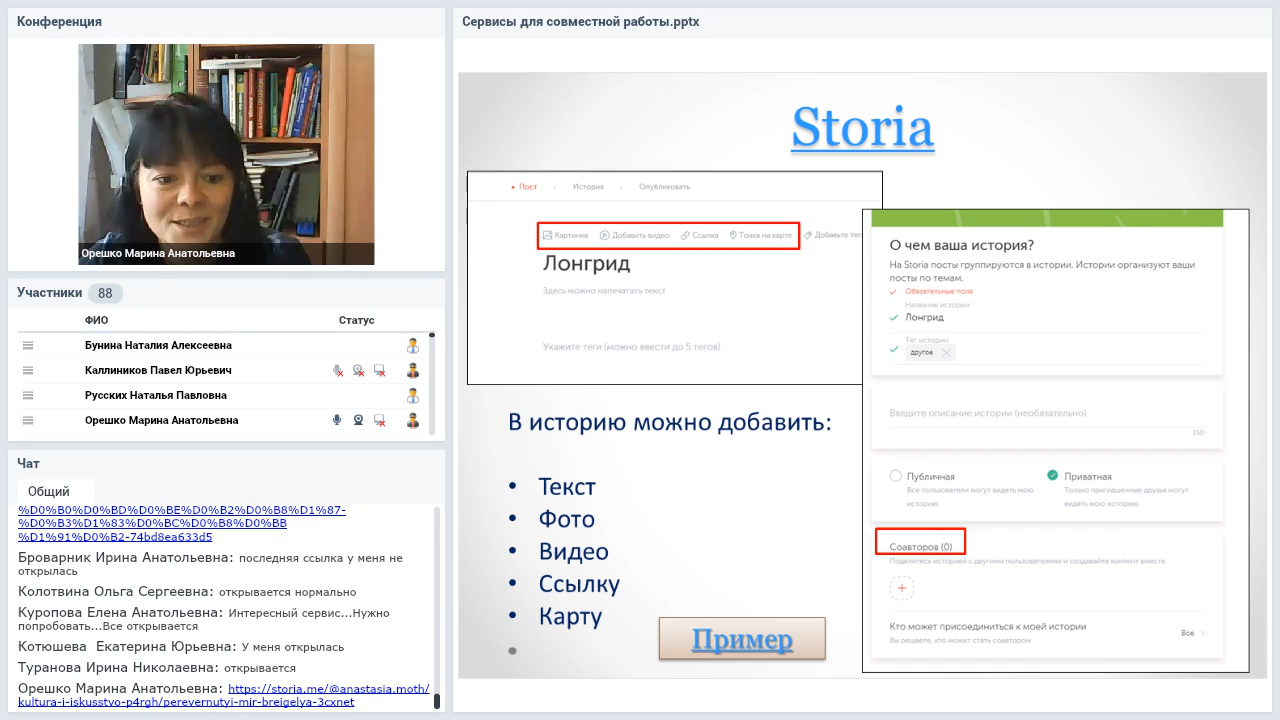 Конференция
Орешко Марина Анатольевна
Участники 88
ФИО Статус
Бунина Наталия Алексеевна
Каллиников Павел Юрьевич
Русских Наталья Павловна
Орешко Марина Анатольевна
Чат
Общий
%D0%B0%D0%BD%D0%BE%D0%B2%D0%B8%D1%87-
%D0%B3%D1%83%D0%BC%D0%B8%D0%BB
%D1%91%D0%B2-74bd8ea633d5
Броварник Ирина Анатольевна: последняя ссылка у меня не
открылась
Колотвина Ольга Сергеевна: открывается нормально
Куропова Елена Анатольевна: Интересный сервис...Нужно
попробовать...Все открывается
Котюшева Екатерина Юрьевна: У меня открылась
Туранова Ирина Николаевна: открывается
Орешко Марина Анатольевна: https://storia.me/@anastasia.moth/
kultura-i-iskusstvo-p4rgh/perevernutyi-mir-breigelya-3cxnet
Сервисы для совместной работы.pptx
Storia
Пост История Опубликовать
Картинка Добавить видео Ссылка Точка на карте Добавьте тег
Лонгрид
Здесь можно напечатать текст
Укажите теги (можно ввести до 5 тегов)
О чем ваша история?
На Storia посты группируются в истории. Истории организуют ваши
посты по темам.
Обязательные поля
Название истории
Лонгрид
Тег истории
другое
Введите описание истории (необязательно)
150
Публичная
Все пользователи могут видеть мою
историю
Приватная
Только приглашенные друзья могут
видеть мою историю
Соавторов (0)
Поделитесь историей с другими пользователями и создавайте контент вместе
Кто может присоединиться к моей истории
Вы решаете, кто может стать соавтором
Все
В историю можно добавить:
• Текст
• Фото
• Видео
• Ссылку
• Карту
•
Пример